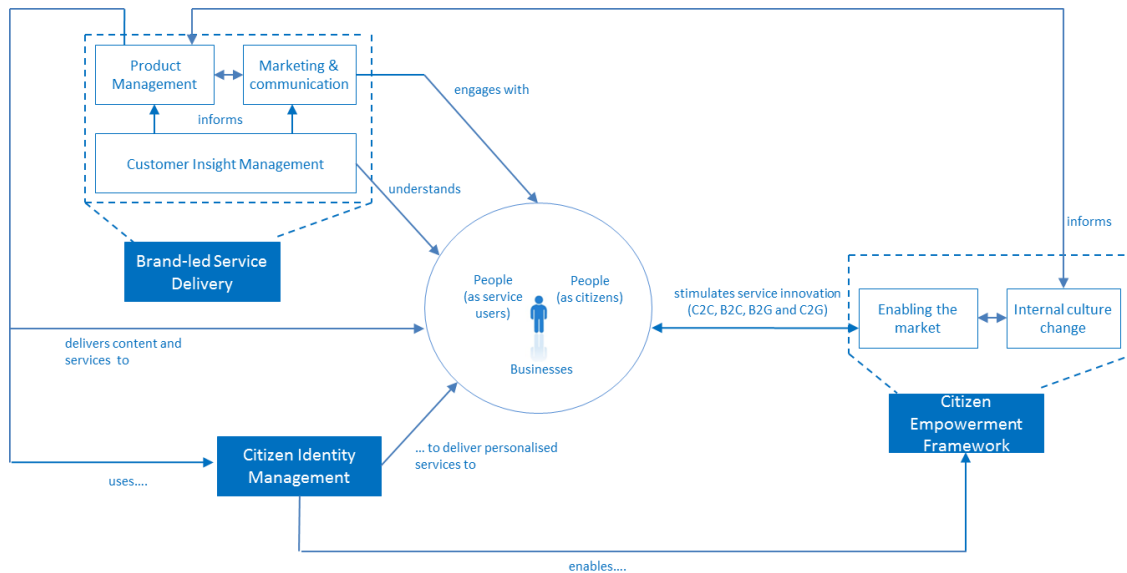 Product
Management
Marketing &
communication
informs
Customer Insight Management
engages with
understands
Brand-led Service
Delivery
People
(as service
users)
People
(as citizens)
Businesses
stimulates service innovation
(C2C, B2C, B2G and C2G)
informs
Enabling the
market
Internal culture
change
delivers content and
services to
Citizen
Empowerment
Framework
Citizen Identity
Management
... to deliver personalised
services to
uses....
enables....